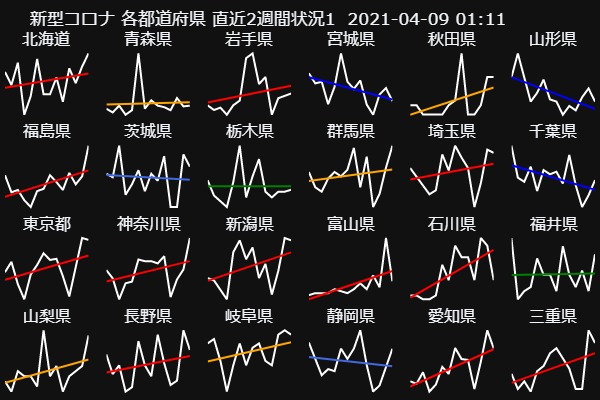 新型コロナ 各都道府県 直近2週間状況1 2021-04-09 01:11
北海道 青森県 岩手県 宮城県 秋田県 山形県
福島県 茨城県 栃木県 群馬県 埼玉県 千葉県
東京都 神奈川県 新潟県 富山県 石川県 福井県
山梨県 長野県 岐阜県 静岡県 愛知県 三重県